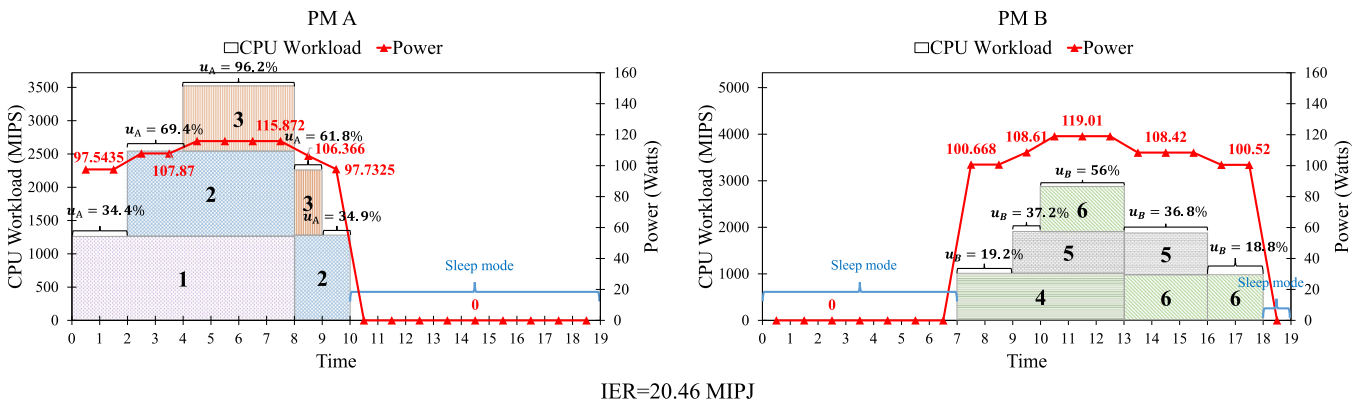 PM A
CPU Workload Power
CPU Workload (MIPS)
3500
3000
2500
2000
1500
1000
500
0
160
140
120
100
80
60
40
20
0
Power (Watts)
u_A = 96.2%
u_A = 69.4%
u_A = 61.8%
u_A = 34.4%
u_A = 34.9%
97.5435
107.87
115.872
106.366
97.7325
3
2
3
1
2
Sleep mode
0
0 1 2 3 4 5 6 7 8 9 10 11 12 13 14 15 16 17 18 19
Time
PM B
CPU Workload Power
CPU Workload (MIPS)
5000
4000
3000
2000
1000
0
160
140
120
100
80
60
40
20
0
Power (Watts)
100.668
108.61
119.01
108.42
100.52
u_B = 56%
u_B = 37.2%
u_B = 36.8%
u_B = 19.2%
u_B = 18.8%
6
5
5
4
6
6
Sleep mode
0
Sleep mode
0 1 2 3 4 5 6 7 8 9 10 11 12 13 14 15 16 17 18 19
Time
IER=20.46 MIPJ